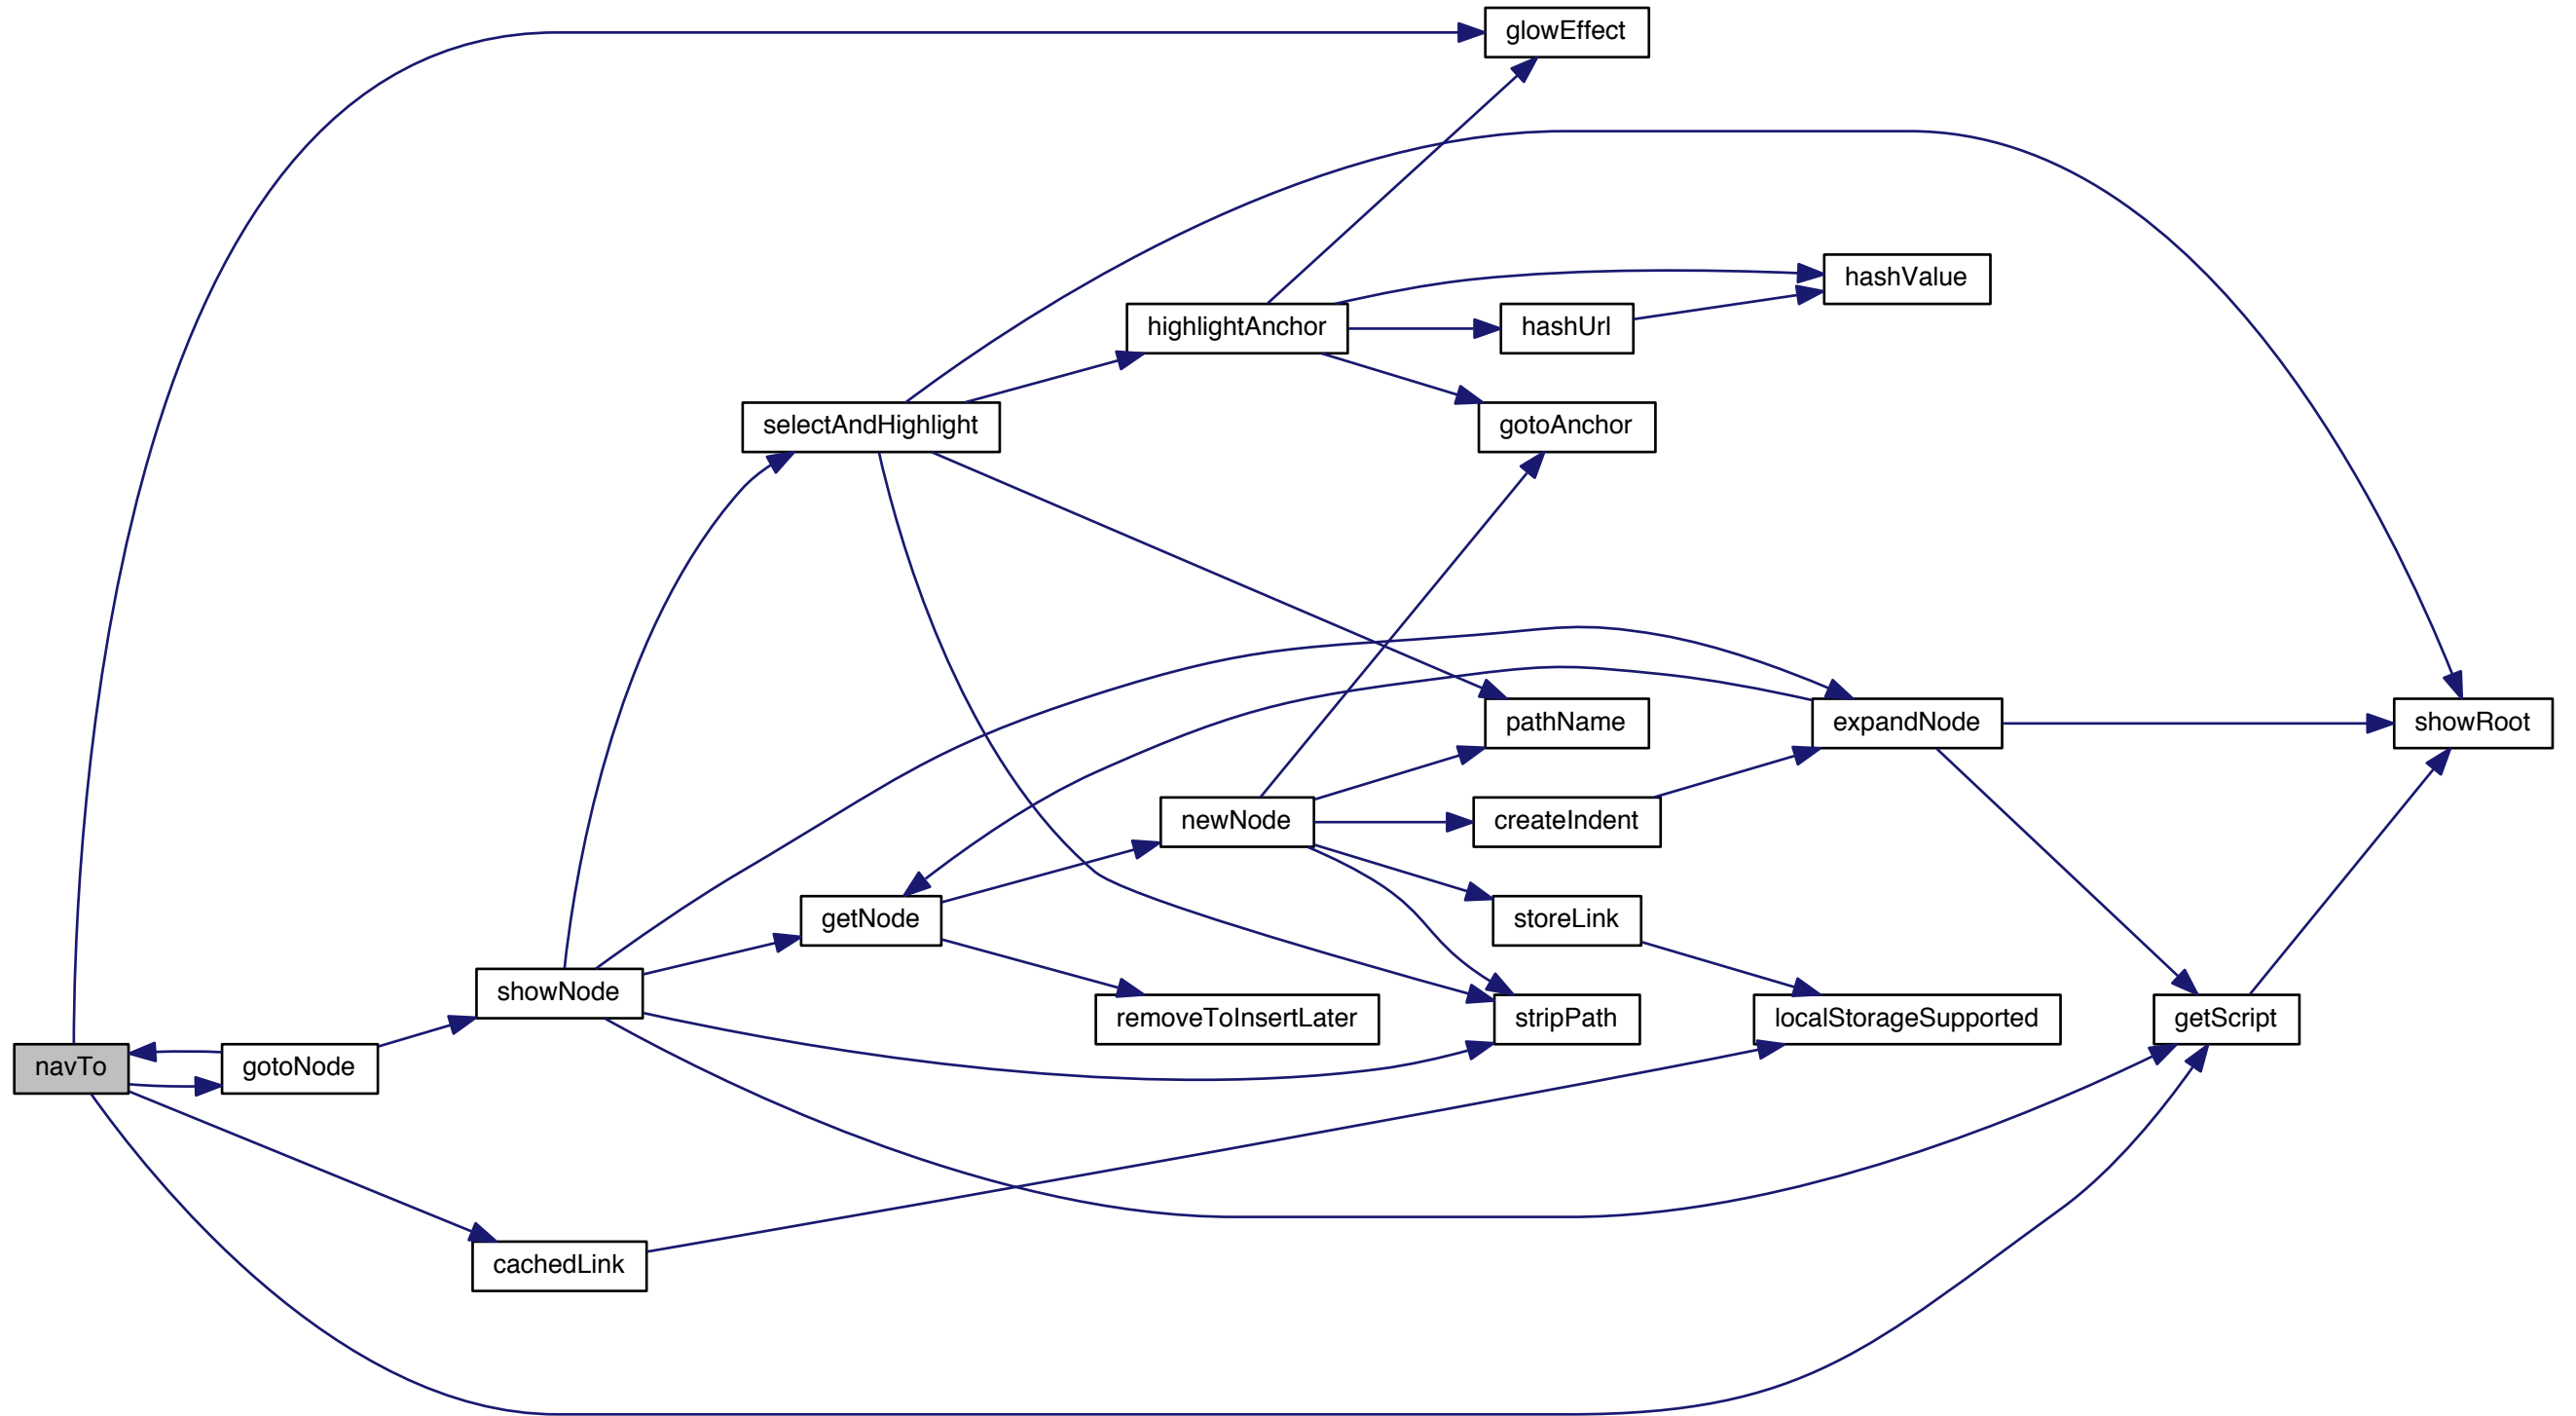 glowEffect
hashValue
highlightAnchor
hashUrl
selectAndHighlight
gotoAnchor
pathName
expandNode
showRoot
newNode
createIndent
getNode
storeLink
showNode
removeToInsertLater
stripPath
localStorageSupported
getScript
navTo
gotoNode
cachedLink